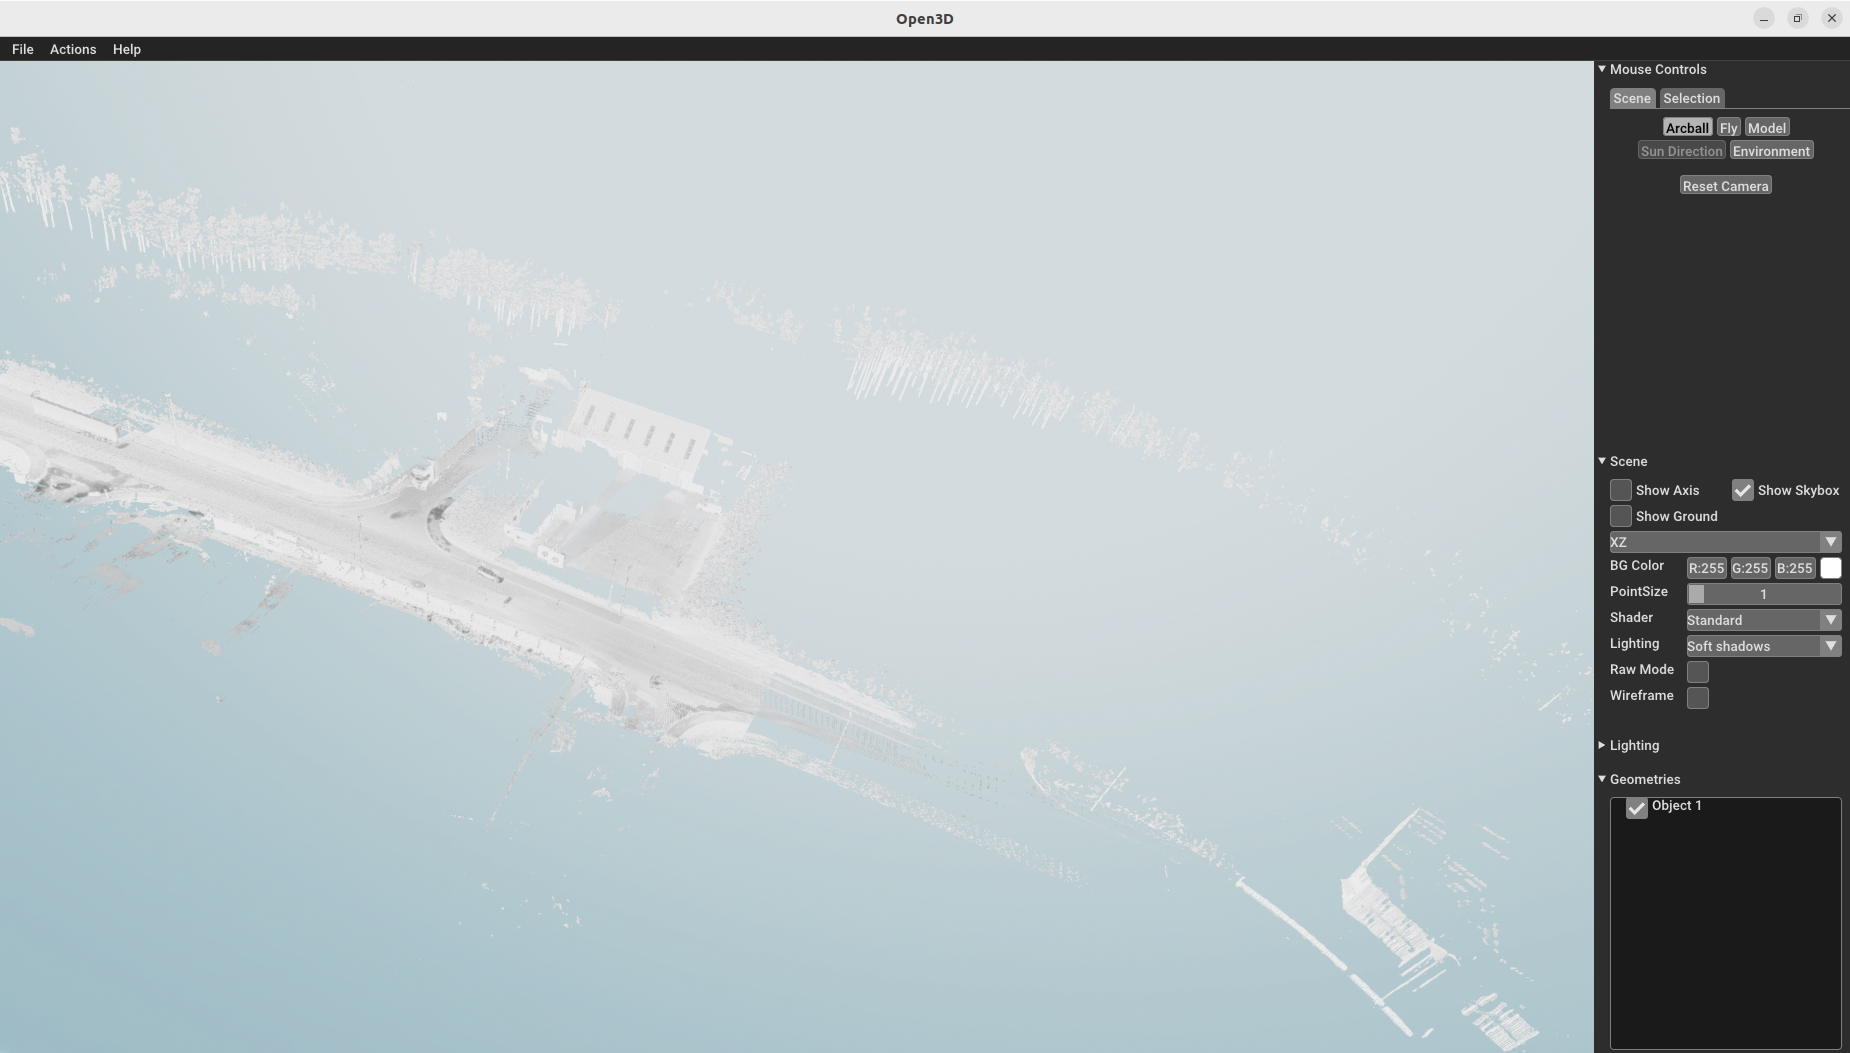 Open3D
File Actions Help
Mouse Controls
Scene Selection
Arcball Fly Model
Sun Direction Environment
Reset Camera
Scene
Show Axis Show Skybox
Show Ground
XZ
BG Color R:255 G:255 B:255
PointSize 1
Shader Standard
Lighting Soft shadows
Raw Mode
Wireframe
Lighting
Geometries
Object 1